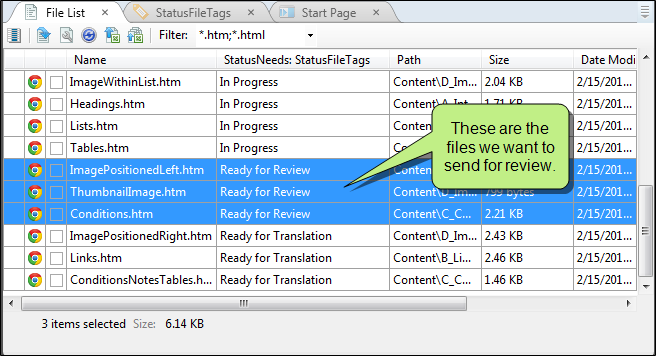 File List × StatusFileTags × Start Page ×
Filter: *.htm;*.html
Name StatusNeeds: StatusFileTags Path Size Date Modi
ImageWithinList.htm In Progress Content\D_Im... 2.04 KB 2/15/201...
Headings.htm In Progress Content\A_Int... 1.71 KB 2/15/201...
Lists.htm In Progress 2/15/201...
Tables.htm In Progress 2/15/201...
ImagePositionedLeft.htm Ready for Review 2/15/201...
ThumbnailImage.htm Ready for Review Content\D_Im... 799 bytes 2/15/201...
Conditions.htm Ready for Review Content\C_C... 2.21 KB 2/15/201...
ImagePositionedRight.htm Ready for Translation Content\D_Im... 2.43 KB 2/15/201...
Links.htm Ready for Translation Content\B_Li... 2.46 KB 2/15/201...
ConditionsNotesTables.h... Ready for Translation Content\C_C... 1.46 KB 2/15/201...
These are the
files we want to
send for review.
3 items selected Size: 6.14 KB